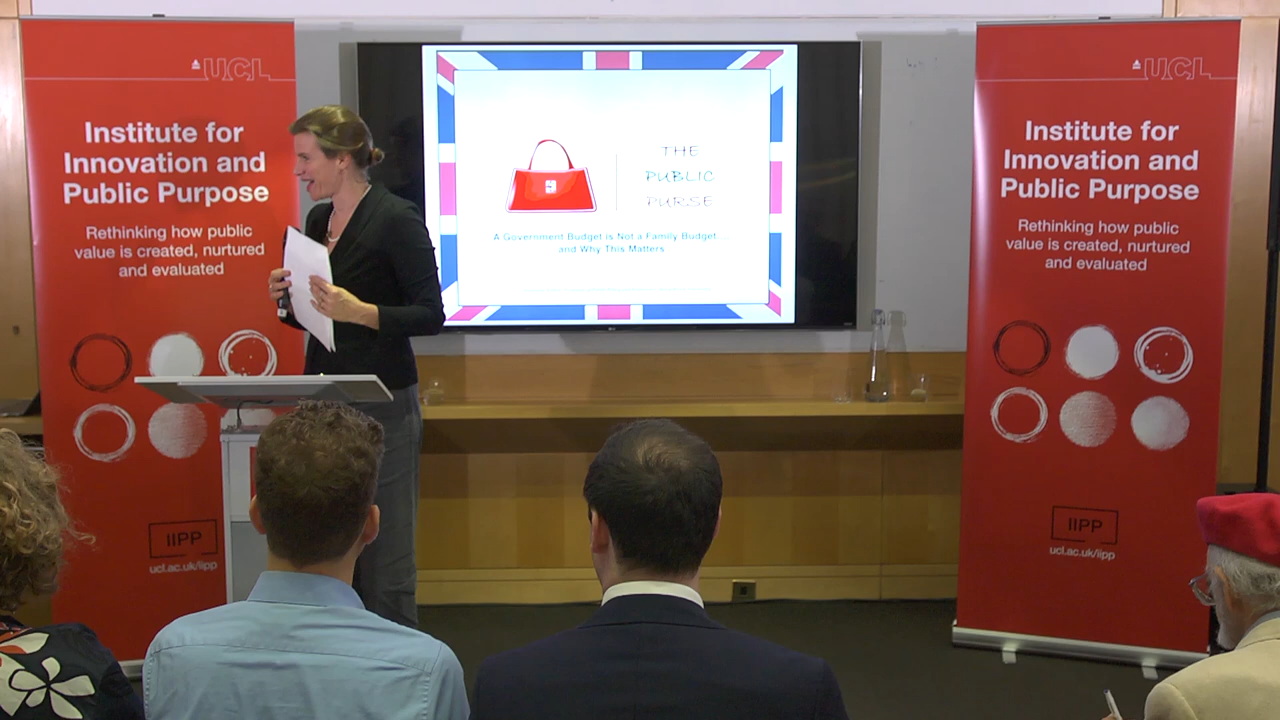 UCL
Institute for
Innovation and
Public Purpose
Rethinking how public
value is created, nurtured
and evaluated
IIPP
ucl.ac.uk/iipp
THE
PUBLIC
PURSE
A Government Budget is Not a Family Budget
and Why This Matters
UCL
Institute for
Innovation and
Public Purpose
Rethinking how public
value is created, nurtured
and evaluated
IIPP
ucl.ac.uk/iipp